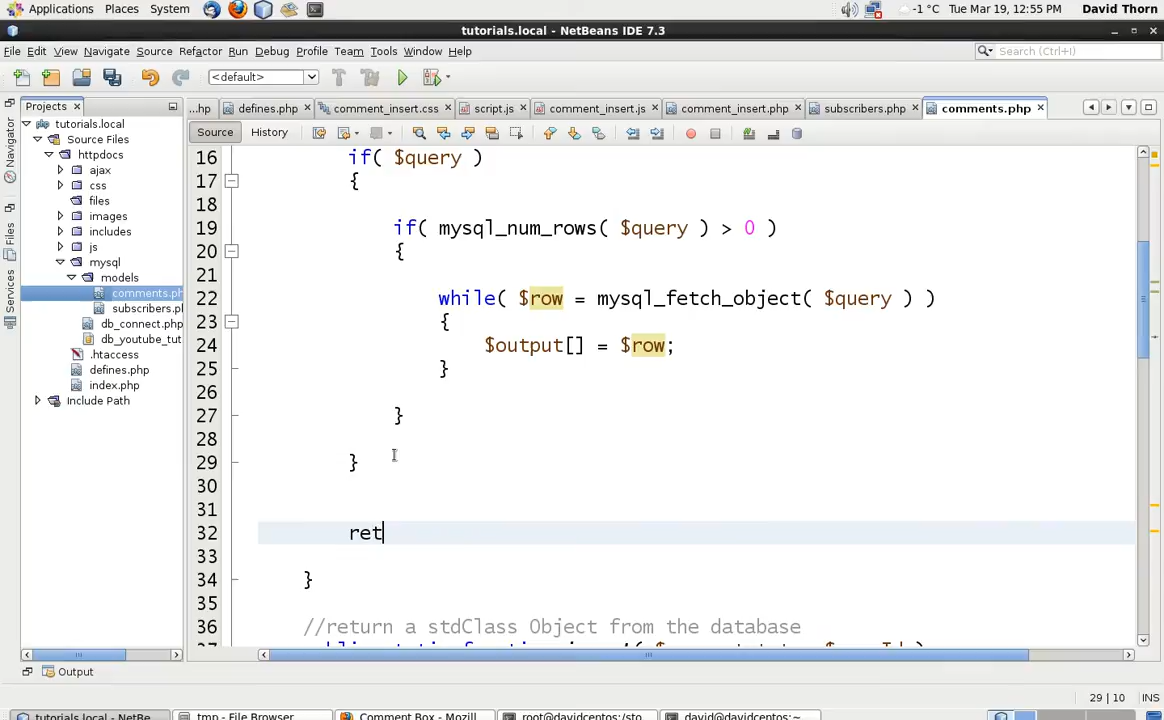 Applications Places System -1 °C Tue Mar 19, 12:55 PM David Thorn
tutorials.local - NetBeans IDE 7.3
File Edit View Navigate Source Refactor Run Debug Profile Team Tools Window Help Search (Ctrl+I)
<default>
Projects x ...hp defines.php x comment_insert.css x script.js x comment_insert.js x comment_insert.php x subscribers.php x comments.php x
Source History
Navigator
Files
Services
tutorials.local
Source Files
httpdocs
ajax
css
files
images
includes
js
mysql
models
comments.ph
subscribers.pl
db_connect.php
db_youtube_tut
.htaccess
defines.php
index.php
Include Path
16 if( $query )
17 {
18
19 if( mysql_num_rows( $query ) > 0 )
20 {
21
22 while( $row = mysql_fetch_object( $query ) )
23 {
24 $output[] = $row;
25 }
26
27 }
28
29 }
30
31
32 ret
33
34 }
35
36 //return a stdClass Object from the database
Output
29 | 10 INS
tutorials.local - NetBe... tmp - File Browser Comment Box - Mozill... root@davidcentos:/sto... david@davidcentos:~